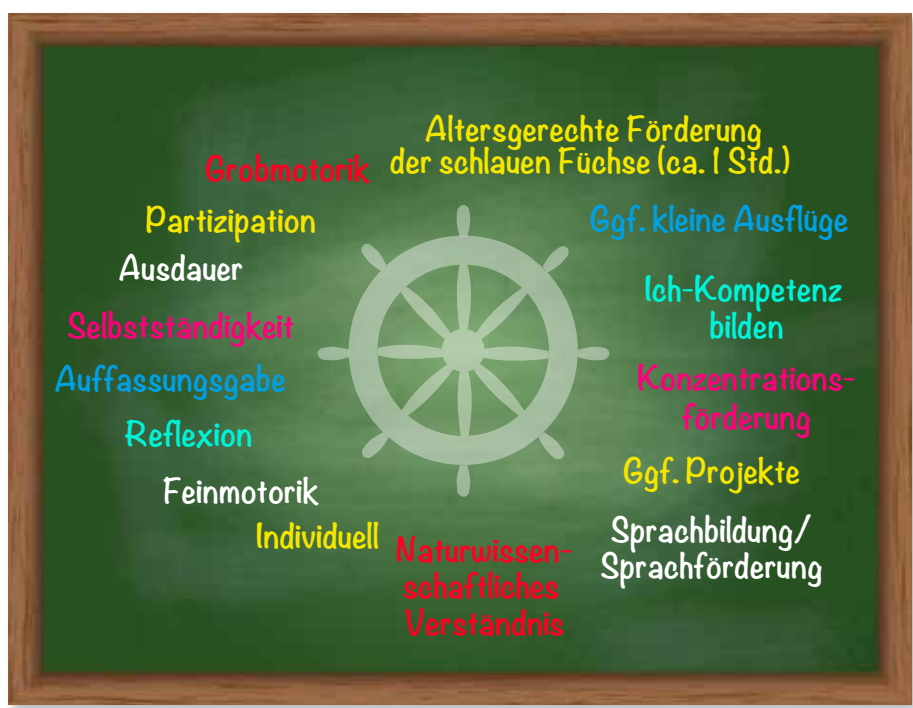 Altersgerechte Förderung
der schlauen Füchse (ca. 1 Std.)
Grobmotorik
Partizipation
Ggf. kleine Ausflüge
Ausdauer
Ich-Kompetenz
bilden
Selbstständigkeit
Auffassungsgabe
Konzentrations-
förderung
Reflexion
Ggf. Projekte
Feinmotorik
Individuell
Sprachbildung/
Sprachförderung
Naturwissen-
schaftliches
Verständnis